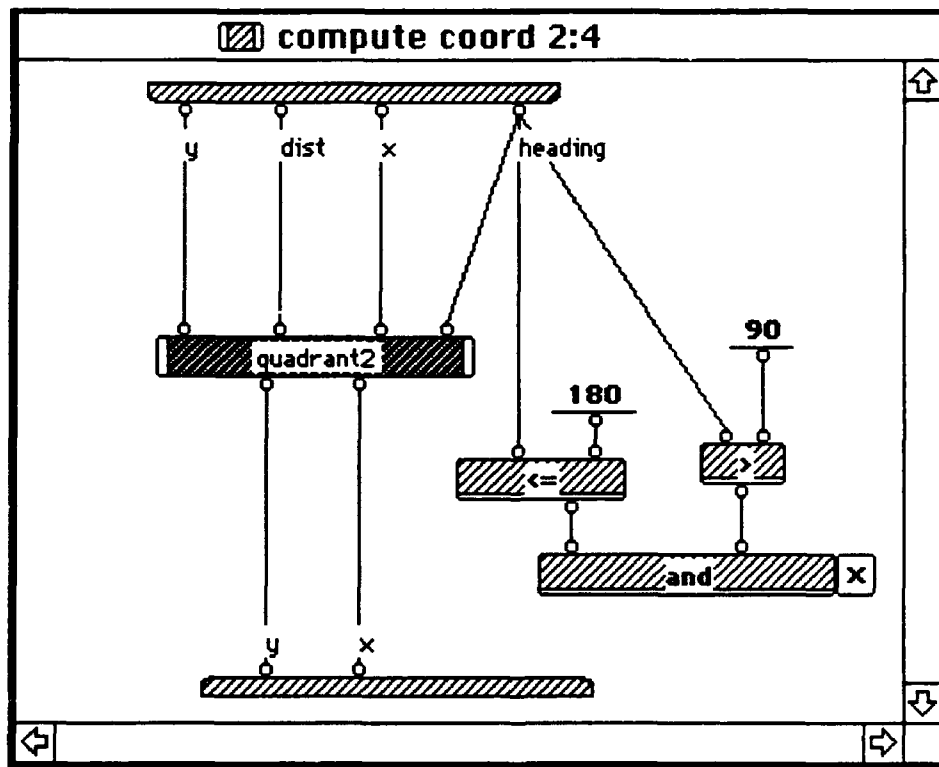 compute coord 2:4
y dist x heading
90
quadrant2
180
<= >
and x
y x